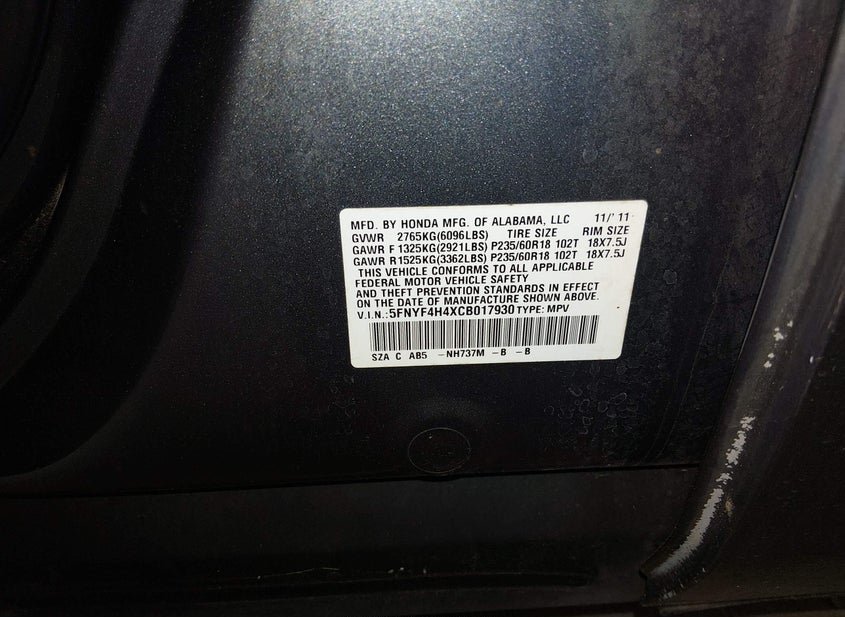 MFD. BY HONDA MFG. OF ALABAMA, LLC 11/'11
GVWR 2765KG(6096LBS) TIRE SIZE RIM SIZE
GAWR F 1325KG(2921LBS) P235/60R18 102T 18X7.5J
GAWR R 1525KG(3362LBS) P235/60R18 102T 18X7.5J
THIS VEHICLE CONFORMS TO ALL APPLICABLE
FEDERAL MOTOR VEHICLE SAFETY
AND THEFT PREVENTION STANDARDS IN EFFECT
ON THE DATE OF MANUFACTURE SHOWN ABOVE.
V.I.N.: 5FNYF4H4XCB017930 TYPE: MPV
SZA C AB5 -NH737M -B -B